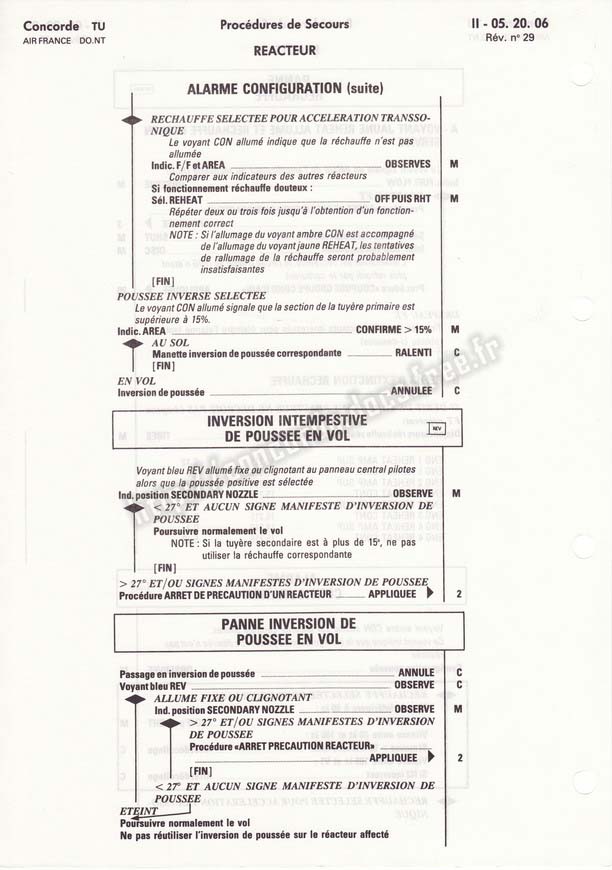 Concorde TU
AIR FRANCE DO.NT
Procédures de Secours
II - 05. 20. 06
Rév. n° 29
REACTEUR
ALARME CONFIGURATION (suite)
RECHAUFFE SELECTEE POUR ACCELERATION TRANSSO-
NIQUE
Le voyant CON allumé indique que la réchauffe n'est pas
allumée
Indic. F/F et AREA OBSERVES M
Comparer aux indicateurs des autres réacteurs
Si fonctionnement réchauffe douteux :
Sél. REHEAT OFF PUIS RHT M
Répéter deux ou trois fois jusqu'à l'obtention d'un fonction-
nement correct
NOTE : Si l'allumage du voyant ambre CON est accompagné
de l'allumage du voyant jaune REHEAT, les tentatives
de rallumage de la réchauffe seront probablement
insatisfaisantes
[FIN]
POUSSEE INVERSE SELECTEE
Le voyant CON allumé signale que la section de la tuyère primaire est
supérieure à 15%.
Indic. AREA CONFIRME > 15% M
AU SOL
Manette inversion de poussée correspondante RALENTI C
[FIN]
EN VOL
Inversion de poussée ANNULEE C
INVERSION INTEMPESTIVE
DE POUSSEE EN VOL
REV
Voyant bleu REV allumé fixe ou clignotant au panneau central pilotes
alors que la poussée positive est sélectée
Ind. position SECONDARY NOZZLE OBSERVE M
< 27° ET AUCUN SIGNE MANIFESTE D'INVERSION DE
POUSSEE
Poursuivre normalement le vol
NOTE : Si la tuyère secondaire est à plus de 15°, ne pas
utiliser la réchauffe correspondante
[FIN]
> 27° ET/OU SIGNES MANIFESTES D'INVERSION DE POUSSEE
Procédure ARRET DE PRECAUTION D'UN REACTEUR APPLIQUEE 2
PANNE INVERSION DE
POUSSEE EN VOL
Passage en inversion de poussée ANNULE C
Voyant bleu REV OBSERVE C
ALLUME FIXE OU CLIGNOTANT
Ind. position SECONDARY NOZZLE OBSERVE M
> 27° ET/OU SIGNES MANIFESTES D'INVERSION
DE POUSSEE
Procédure «ARRET PRECAUTION REACTEUR»
APPLIQUEE 2
[FIN]
< 27° ET AUCUN SIGNE MANIFESTE D'INVERSION DE
POUSSEE
ETEINT
Poursuivre normalement le vol
Ne pas réutiliser l'inversion de poussée sur le réacteur affecté